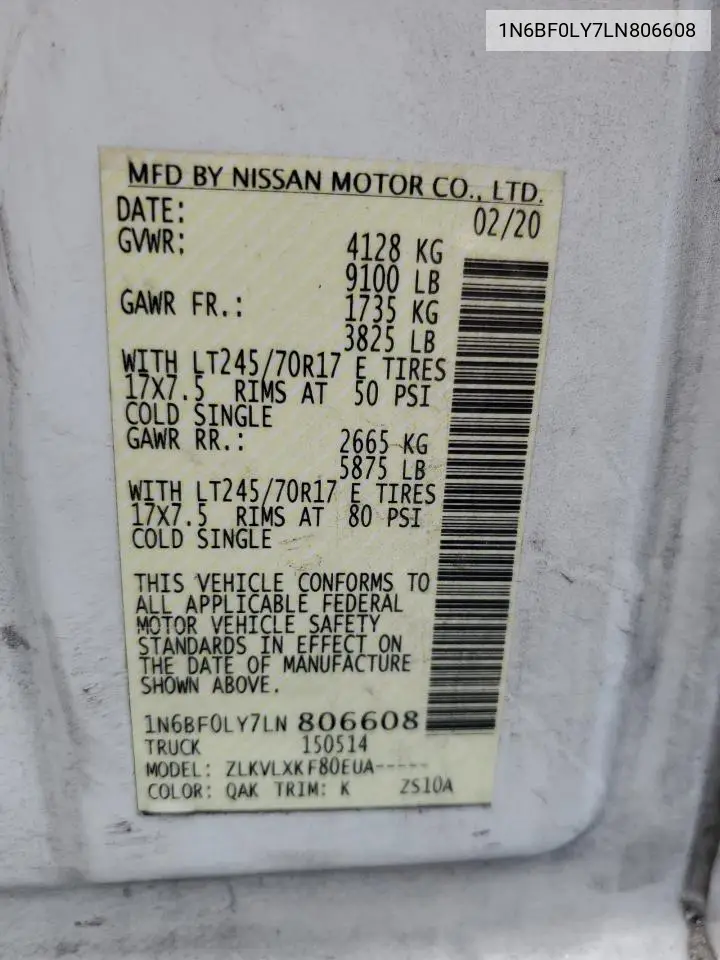 1N6BF0LY7LN806608
MFD BY NISSAN MOTOR CO., LTD.
DATE: 02/20
GVWR: 4128 KG
9100 LB
GAWR FR.: 1735 KG
3825 LB
WITH LT245/70R17 E TIRES
17X7.5 RIMS AT 50 PSI
COLD SINGLE
GAWR RR.: 2665 KG
5875 LB
WITH LT245/70R17 E TIRES
17X7.5 RIMS AT 80 PSI
COLD SINGLE
THIS VEHICLE CONFORMS TO
ALL APPLICABLE FEDERAL
MOTOR VEHICLE SAFETY
STANDARDS IN EFFECT ON
THE DATE OF MANUFACTURE
SHOWN ABOVE.
1N6BF0LY7LN 806608
TRUCK 150514
MODEL: ZLKVLXKF80EUA-----
COLOR: QAK TRIM: K ZS10A